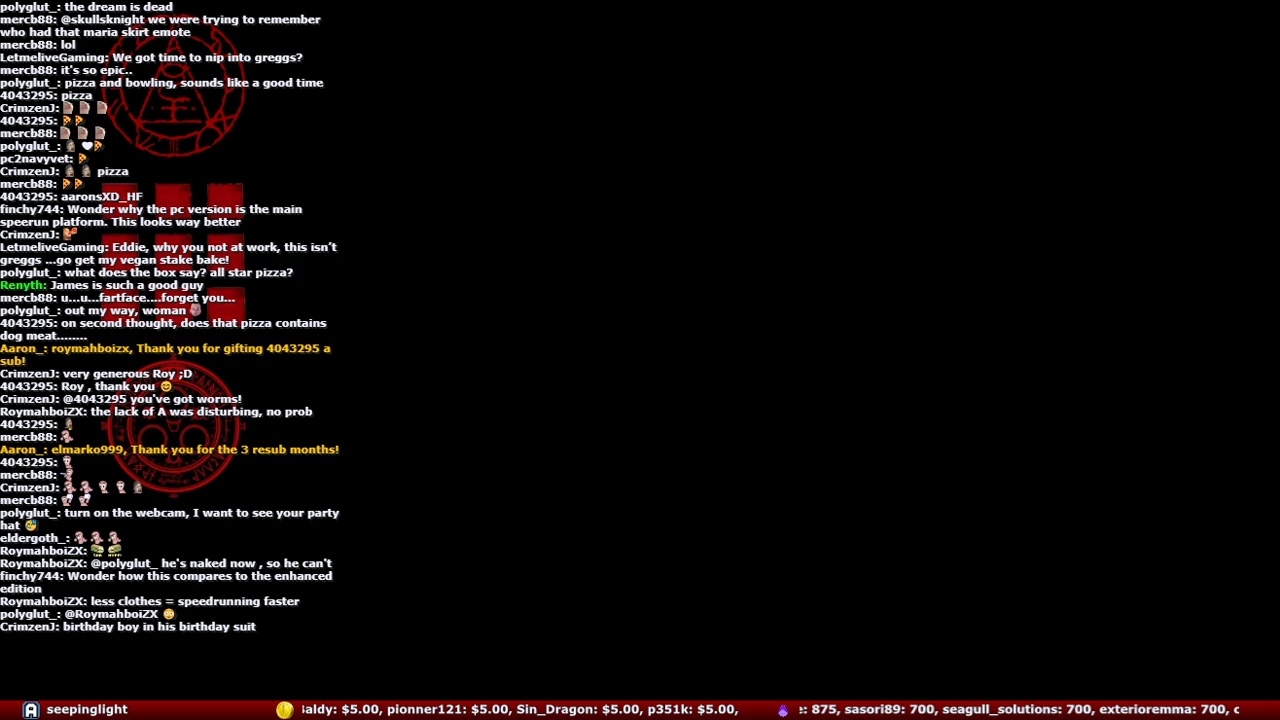 polyglut_: the dream is dead
mercb88: @skullsknight we were trying to remember
who had that maria skirt emote
mercb88: lol
LetmeliveGaming: We got time to nip into greggs?
mercb88: it's so epic..
polyglut_: pizza and bowling, sounds like a good time
4043295: pizza
CrimzenJ:
4043295:
mercb88:
polyglut_:
pc2navyvet:
CrimzenJ: pizza
mercb88:
4043295: aaronsXD_HF
finchy744: Wonder why the pc version is the main
speerun platform. This looks way better
CrimzenJ:
LetmeliveGaming: Eddie, why you not at work, this isn't
greggs ...go get my vegan stake bake!
polyglut_: what does the box say? all star pizza?
Renyth: James is such a good guy
mercb88: u...u...fartface....forget you...
polyglut_: out my way, woman
4043295: on second thought, does that pizza contains
dog meat........
Aaron_: roymahboizx, Thank you for gifting 4043295 a
sub!
CrimzenJ: very generous Roy ;D
4043295: Roy , thank you
CrimzenJ: @4043295 you've got worms!
RoymahboiZX: the lack of A was disturbing, no prob
4043295:
mercb88:
Aaron_: elmarko999, Thank you for the 3 resub months!
4043295:
mercb88:
CrimzenJ:
mercb88:
polyglut_: turn on the webcam, I want to see your party
hat
eldergoth_:
RoymahboiZX:
RoymahboiZX: @polyglut_ he's naked now , so he can't
finchy744: Wonder how this compares to the enhanced
edition
RoymahboiZX: less clothes = speedrunning faster
polyglut_: @RoymahboiZX
CrimzenJ: birthday boy in his birthday suit
A seepinglight
aldy: $5.00, pionner121: $5.00, Sin_Dragon: $5.00, p351k: $5.00,
: 875, sasori89: 700, seagull_solutions: 700, exterioremma: 700,